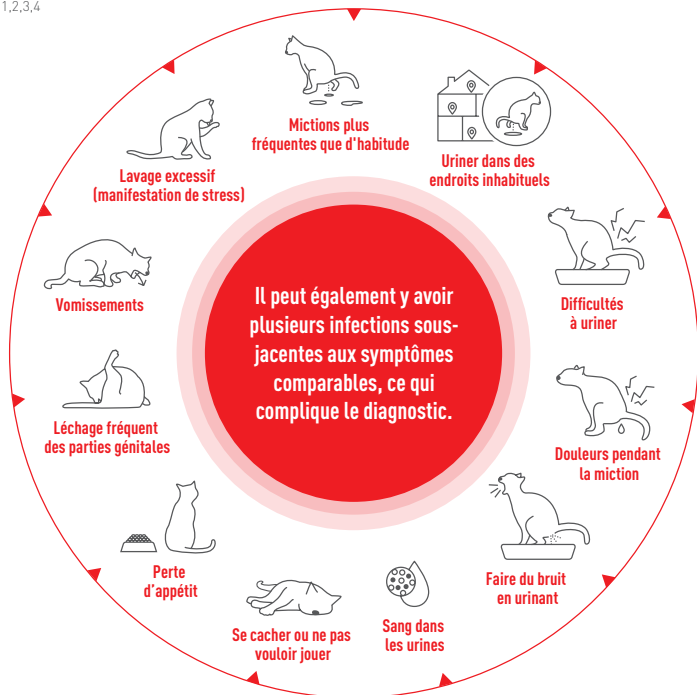 1,2,3,4
Mictions plus
fréquentes que d'habitude
Uriner dans des
endroits inhabituels
Difficultés
à uriner
Douleurs pendant
la miction
Faire du bruit
en urinant
Sang dans
les urines
Se cacher ou ne pas
vouloir jouer
Perte
d'appétit
Léchage fréquent
des parties génitales
Vomissements
Lavage excessif
(manifestation de stress)
Il peut également y avoir
plusieurs infections sous-
jacentes aux symptômes
comparables, ce qui
complique le diagnostic.